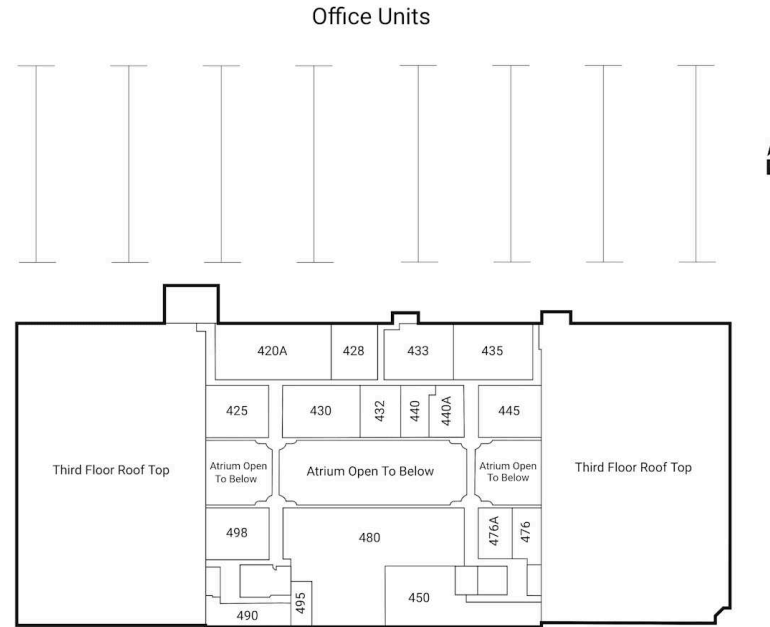 Office Units
420A
428
433
435
425
430
432
440
440A
445
Third Floor Roof Top
Atrium Open
To Below
Atrium Open To Below
Atrium Open
To Below
Third Floor Roof Top
498
480
476A
476
490
495
450